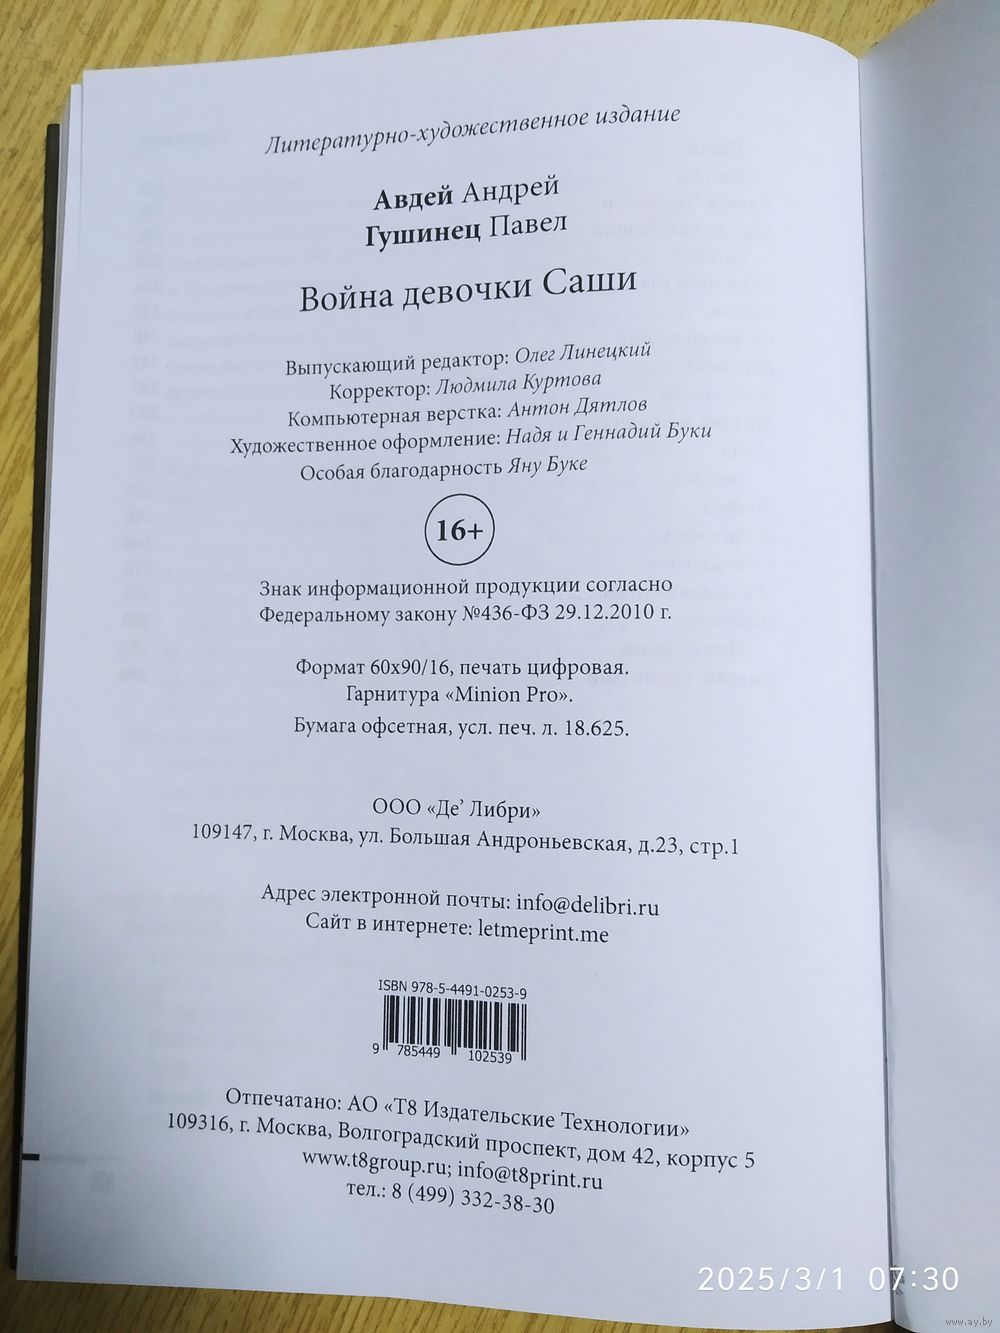 Литературно-художественное издание
Авдей Андрей
Гушинец Павел
Война девочки Саши
Выпускающий редактор: Олег Линецкий
Корректор: Людмила Куртова
Компьютерная верстка: Антон Дятлов
Художественное оформление: Надя и Геннадий Буки
Особая благодарность Яну Буке
16+
Знак информационной продукции согласно
Федеральному закону №436-ФЗ 29.12.2010 г.
Формат 60х90/16, печать цифровая.
Гарнитура «Minion Pro».
Бумага офсетная, усл. печ. л. 18.625.
ООО «Де’ Либри»
109147, г. Москва, ул. Большая Андроньевская, д.23, стр.1
Адрес электронной почты: info@delibri.ru
Сайт в интернете: letmeprint.me
ISBN 978-5-4491-0253-9
9 785449 102539
Отпечатано: АО «Т8 Издательские Технологии»
109316, г. Москва, Волгоградский проспект, дом 42, корпус 5
www.t8group.ru; info@t8print.ru
тел.: 8 (499) 332-38-30
2025/3/1 07:30
www.ay.by